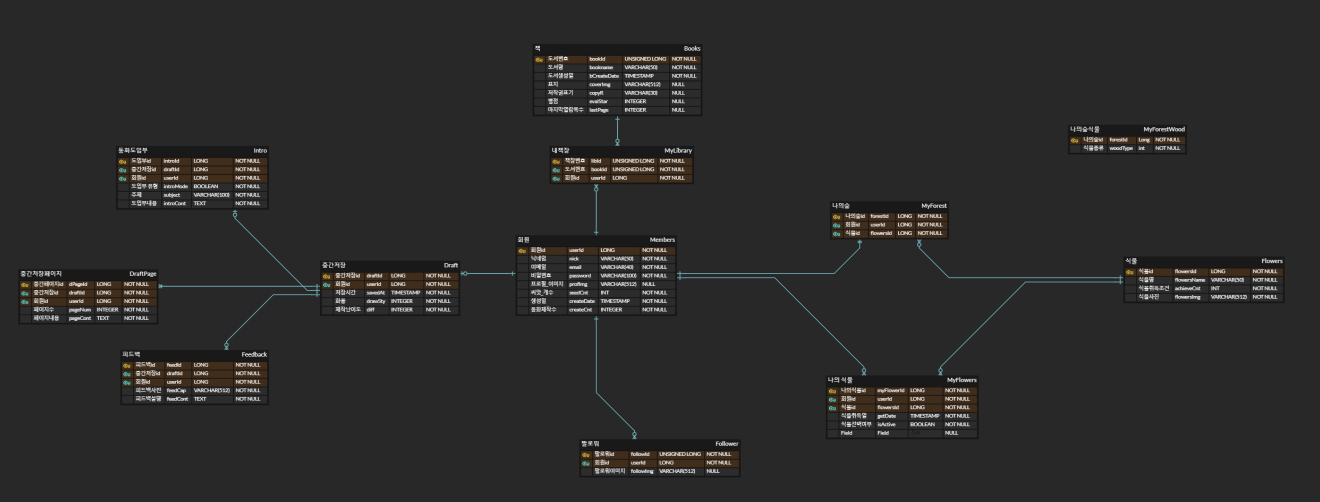 책 Books
도서번호 bookId UNSIGNED LONG NOT NULL
도서명 bookname VARCHAR(50) NOT NULL
도서생성일 bCreateDate TIMESTAMP NOT NULL
표지 coverImg VARCHAR(512) NULL
저작권표기 copyR VARCHAR(30) NULL
별점 evalStar INTEGER NULL
마지막열람쪽수 lastPage INTEGER NULL
나의숲식물 MyForestWood
나의숲id forestId Long NOT NULL
식물종류 woodType int NOT NULL
동화도입부 Intro
도입부id introId LONG NOT NULL
중간저장id draftId LONG NOT NULL
회원id userId LONG NOT NULL
도입부 유형 introMode BOOLEAN NOT NULL
주제 subject VARCHAR(100) NOT NULL
도입부내용 introCont TEXT NOT NULL
내책장 MyLibrary
책장번호 libId UNSIGNED LONG NOT NULL
도서번호 bookId UNSIGNED LONG NOT NULL
회원id userId LONG NOT NULL
나의숲 MyForest
나의숲id forestId LONG NOT NULL
회원id userId LONG NOT NULL
식물id flowersId LONG NOT NULL
회원 Members
회원id userId LONG NOT NULL
닉네임 nick VARCHAR(50) NOT NULL
이메일 email VARCHAR(40) NOT NULL
비밀번호 password VARCHAR(100) NOT NULL
프로필_이미지 profImg VARCHAR(512) NULL
씨앗_개수 seedCnt INT NOT NULL
생성일 createDate TIMESTAMP NOT NULL
동화제작수 createCnt INTEGER NOT NULL
중간저장 Draft
중간저장id draftId LONG NOT NULL
회원id userId LONG NOT NULL
저장시간 savedAt TIMESTAMP NOT NULL
화풍 drawSty INTEGER NOT NULL
제작난이도 diff INTEGER NOT NULL
중간저장페이지 DraftPage
중간페이지id dPageId LONG NOT NULL
중간저장id draftId LONG NOT NULL
회원id userId LONG NOT NULL
페이지수 pageNum INTEGER NOT NULL
페이지내용 pageCont TEXT NOT NULL
식물 Flowers
식물id flowersId LONG NOT NULL
식물명 flowersName VARCHAR(50) NOT NULL
식물취득조건 achieveCnt INT NOT NULL
식물사진 flowersImg VARCHAR(512) NOT NULL
피드백 Feedback
피드백id feedId LONG NOT NULL
중간저장id draftId LONG NOT NULL
회원id userId LONG NOT NULL
피드백사진 feedCap VARCHAR(512) NOT NULL
피드백설명 feedCont TEXT NOT NULL
나의 식물 MyFlowers
나의식물id myFlowerId LONG NOT NULL
회원id userId LONG NOT NULL
식물id flowersId LONG NOT NULL
식물취득일 getDate TIMESTAMP NOT NULL
식물선택여부 isActive BOOLEAN NOT NULL
Field Field NULL
팔로워 Follower
팔로워id followId UNSIGNED LONG NOT NULL
회원id userId LONG NOT NULL
팔로워이미지 followImg VARCHAR(512) NULL